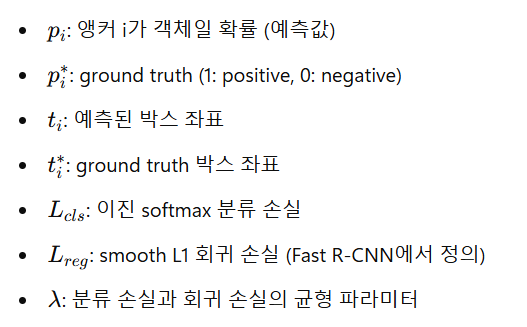 • $p_i$: 앵커 i가 객체일 확률 (예측값)
• $p_i^*$: ground truth (1: positive, 0: negative)
• $t_i$: 예측된 박스 좌표
• $t_i^*$: ground truth 박스 좌표
• $L_{cls}$: 이진 softmax 분류 손실
• $L_{reg}$: smooth L1 회귀 손실 (Fast R-CNN에서 정의)
• $\lambda$: 분류 손실과 회귀 손실의 균형 파라미터